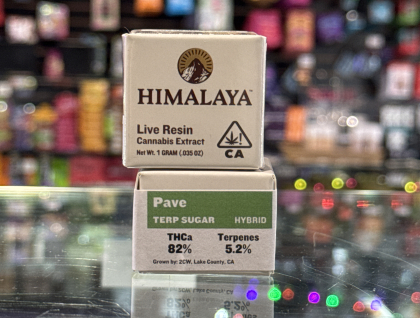 HIMALAYA
Live Resin
Cannabis Extract
Net Wt. 1 GRAM (.035 OZ)
CA
Pave
TERP SUGAR HYBRID
THCa Terpenes
82% 5.2%
Grown by: 2CW, Lake County, CA